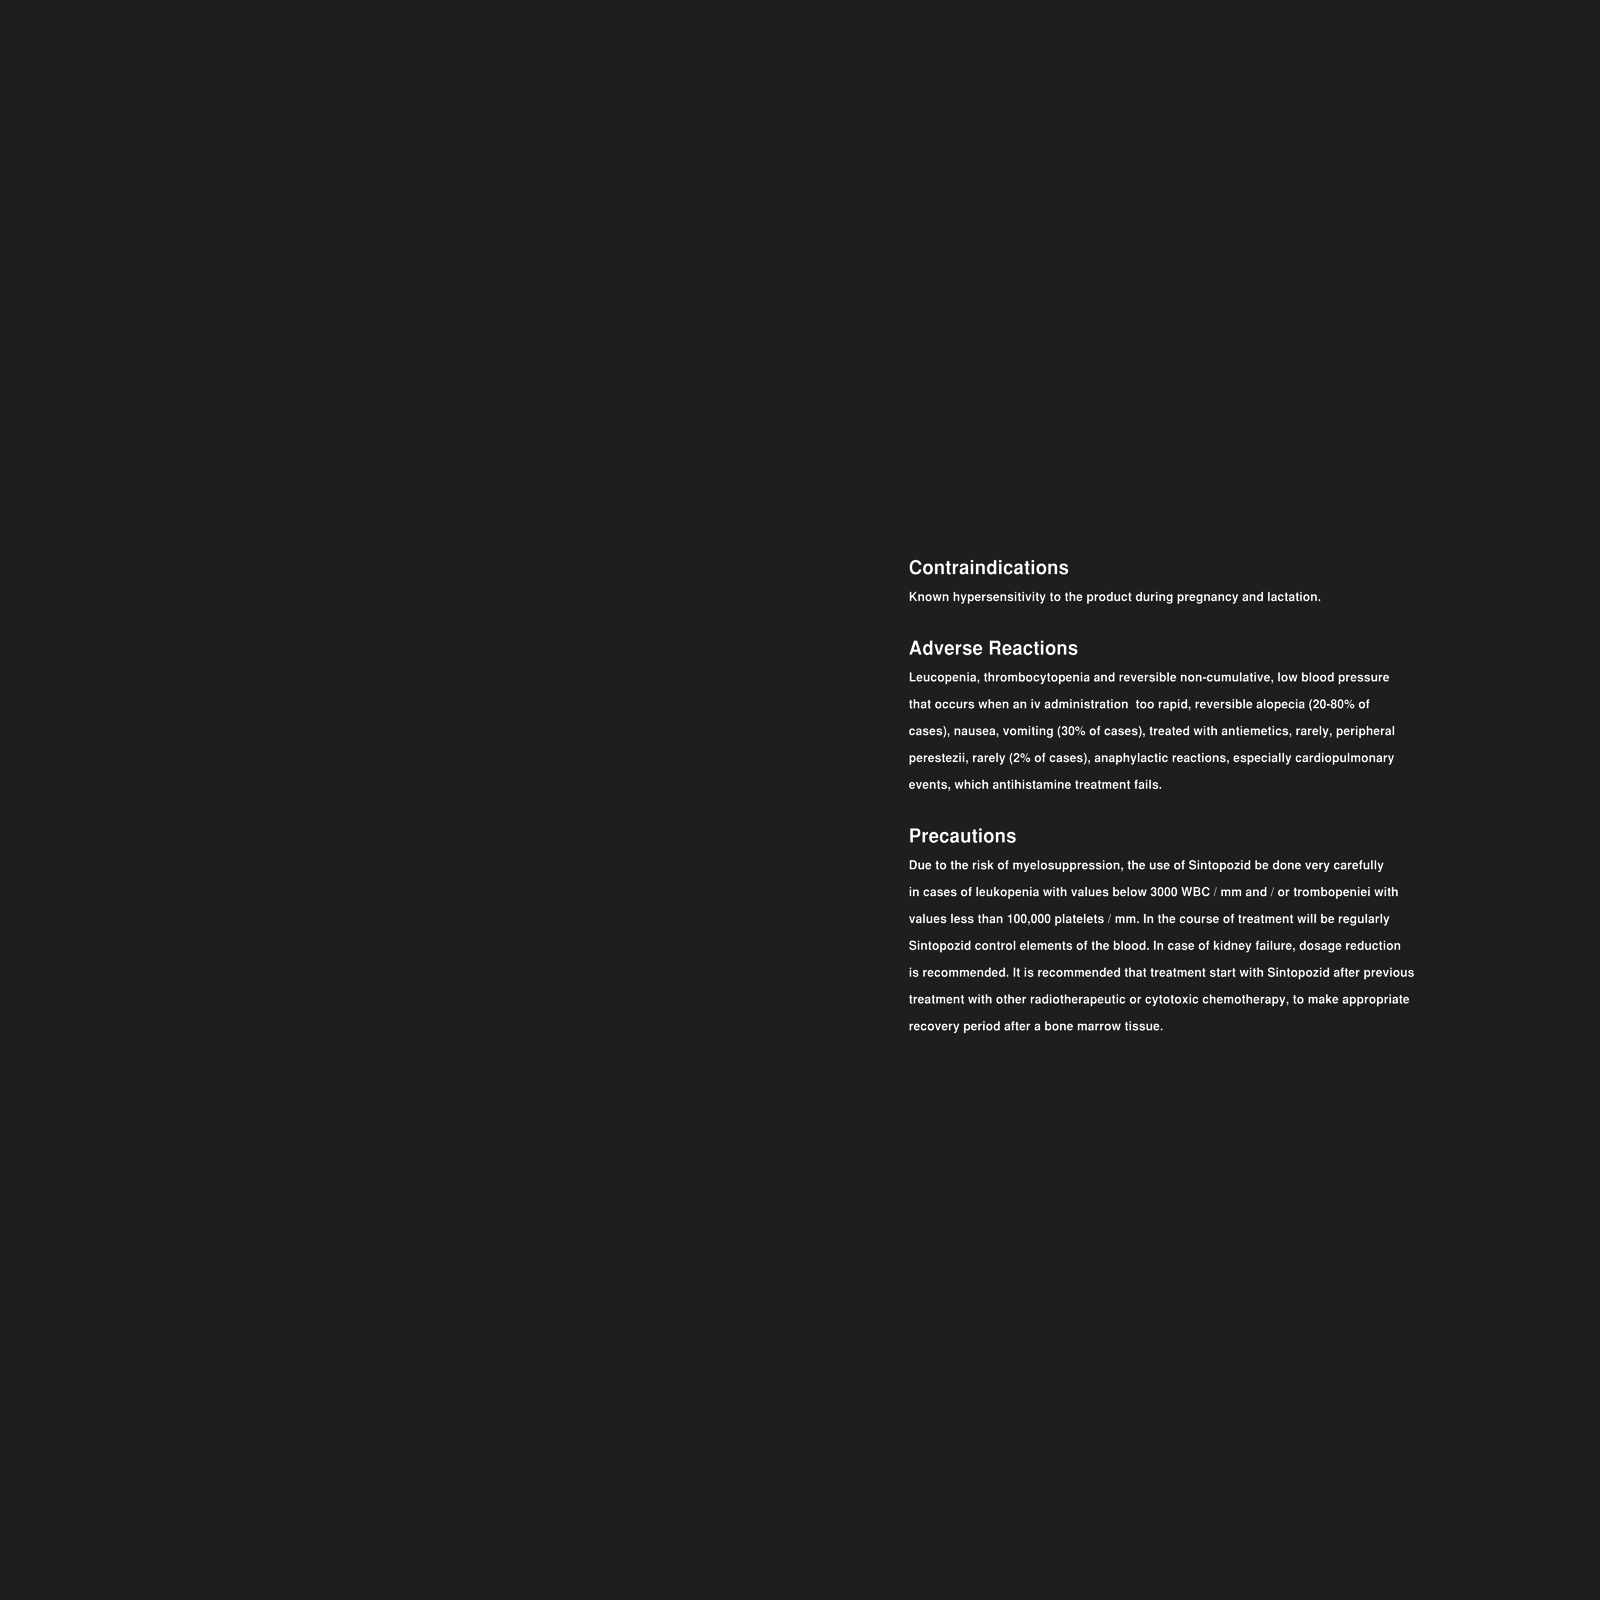 Contraindications
Known hypersensitivity to the product during pregnancy and lactation.
Adverse Reactions
Leucopenia, thrombocytopenia and reversible non-cumulative, low blood pressure
that occurs when an iv administration  too rapid, reversible alopecia (20-80% of
cases), nausea, vomiting (30% of cases), treated with antiemetics, rarely, peripheral
perestezii, rarely (2% of cases), anaphylactic reactions, especially cardiopulmonary
events, which antihistamine treatment fails.
Precautions
Due to the risk of myelosuppression, the use of Sintopozid be done very carefully
in cases of leukopenia with values below 3000 WBC / mm and / or trombopeniei with
values less than 100,000 platelets / mm. In the course of treatment will be regularly
Sintopozid control elements of the blood. In case of kidney failure, dosage reduction
is recommended. It is recommended that treatment start with Sintopozid after previous
treatment with other radiotherapeutic or cytotoxic chemotherapy, to make appropriate
recovery period after a bone marrow tissue.